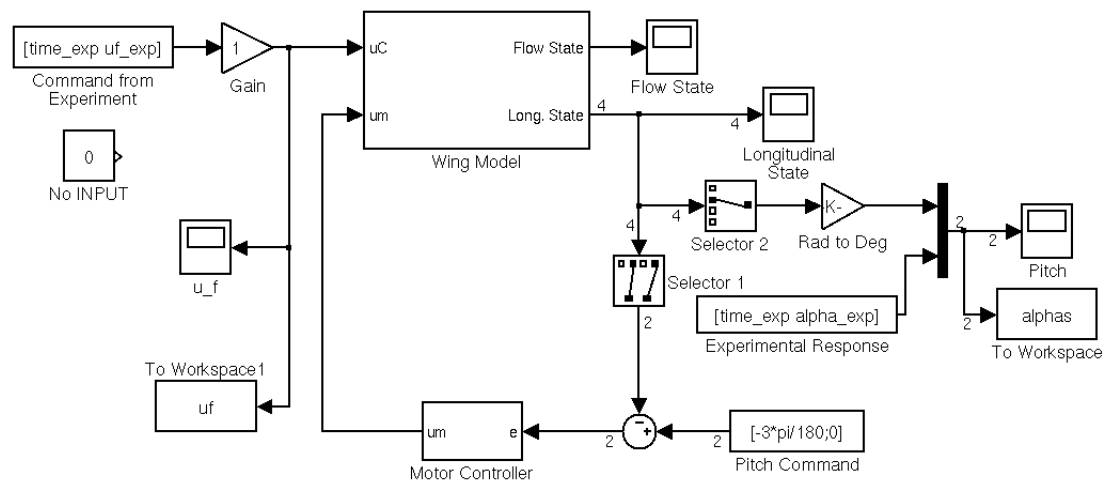 [time_exp uf_exp]
Command from
Experiment
1
Gain
uC
um
Flow State
Long. State
Wing Model
Flow State
4
4
Longitudinal
State
0
No INPUT
4
4
Selector 2
K-
Rad to Deg
2
2
Pitch
u_f
Selector 1
2
[time_exp alpha_exp]
Experimental Response
2
alphas
To Workspace
To Workspace1
uf
um
e
Motor Controller
2
−
+
2
[-3*pi/180;0]
Pitch Command